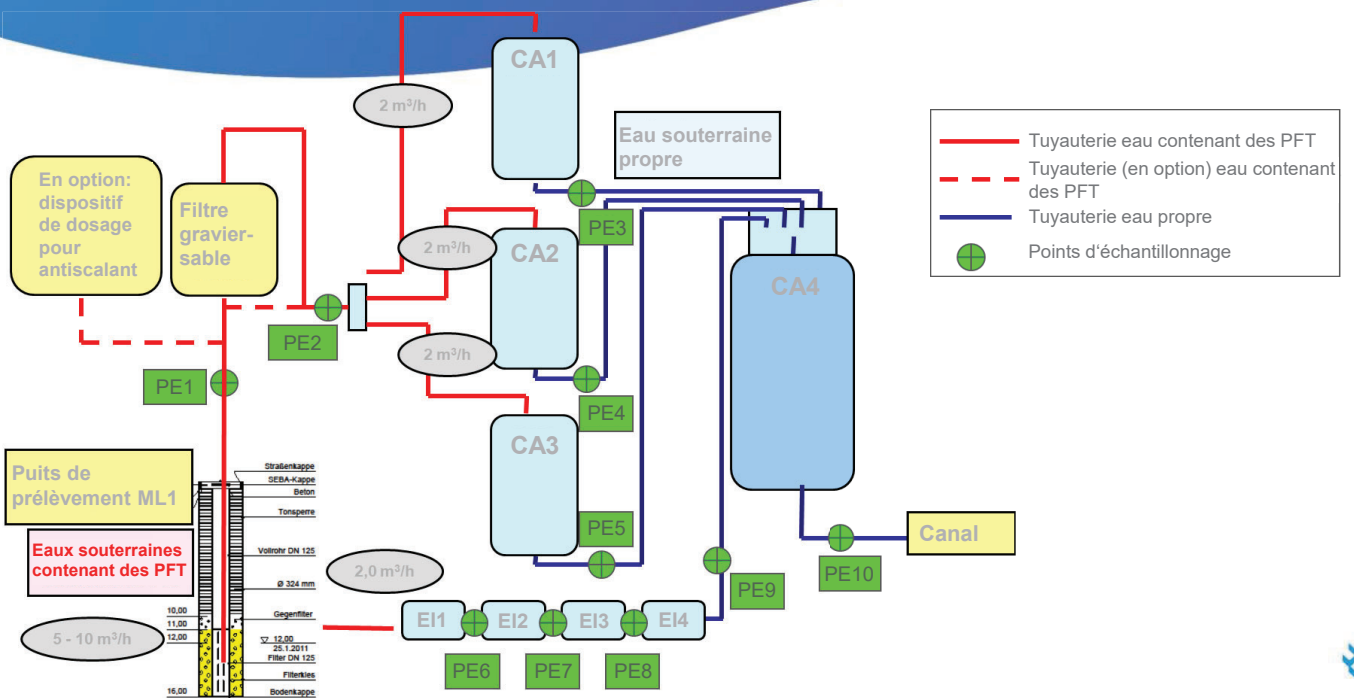 CA1
2 m³/h
Eau souterraine
propre
Tuyauterie eau contenant des PFT
Tuyauterie (en option) eau contenant
des PFT
Tuyauterie eau propre
Points d‘échantillonnage
En option:
dispositif
de dosage
pour
antiscalant
Filtre
gravier-
sable
PE3
2 m³/h
CA2
CA4
PE2
2 m³/h
PE1
PE4
CA3
Puits de
prélèvement ML1
Straßenkappe
SEBA-Kappe
Beton
Tonsperre
Vollrohr DN 125
Ø 324 mm
Gegenfilter
12,00
25.1.2011
Filter DN 125
Filterkies
Bodenkappe
10,00
11,00
12,00
16,00
Eaux souterraines
contenant des PFT
5 - 10 m³/h
2,0 m³/h
PE5
Canal
PE10
PE9
EI1
EI2
EI3
EI4
PE6
PE7
PE8